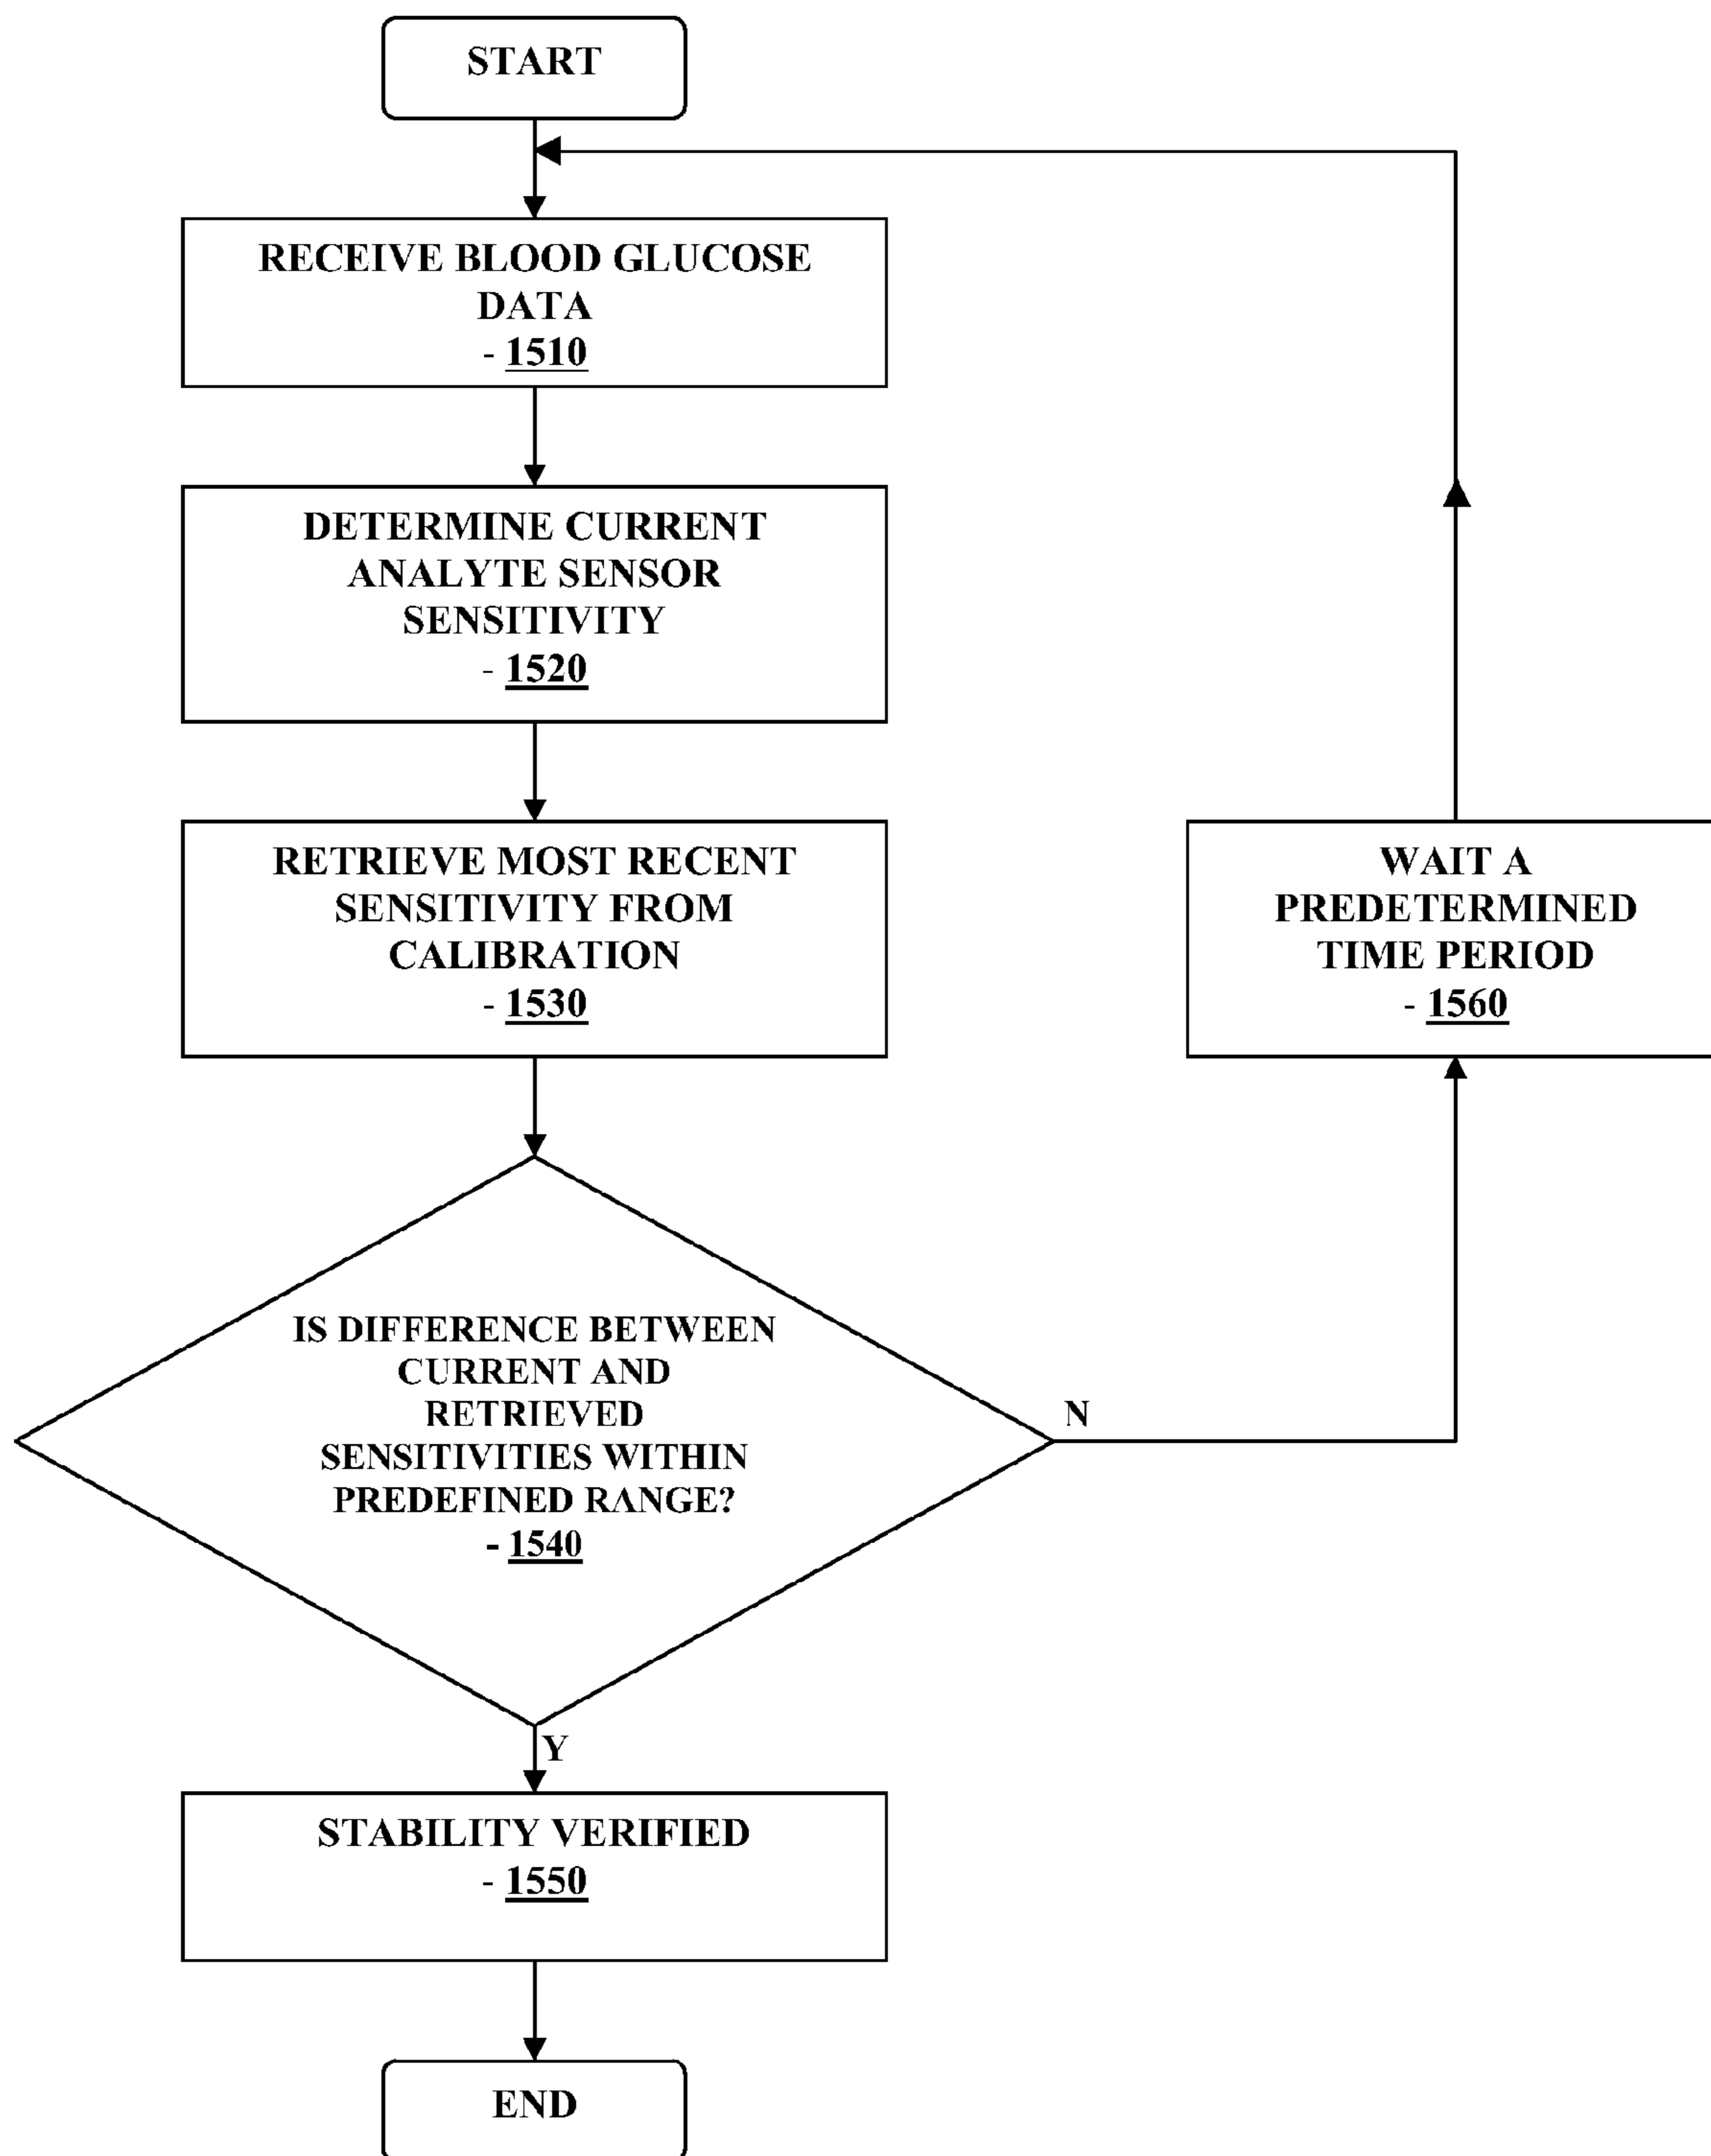 START
RECEIVE BLOOD GLUCOSE
DATA
- 1510
DETERMINE CURRENT
ANALYTE SENSOR
SENSITIVITY
- 1520
RETRIEVE MOST RECENT
SENSITIVITY FROM
CALIBRATION
- 1530
WAIT A
PREDETERMINED
TIME PERIOD
- 1560
IS DIFFERENCE BETWEEN
CURRENT AND
RETRIEVED
SENSITIVITIES WITHIN
PREDEFINED RANGE?
- 1540
N
Y
STABILITY VERIFIED
- 1550
END